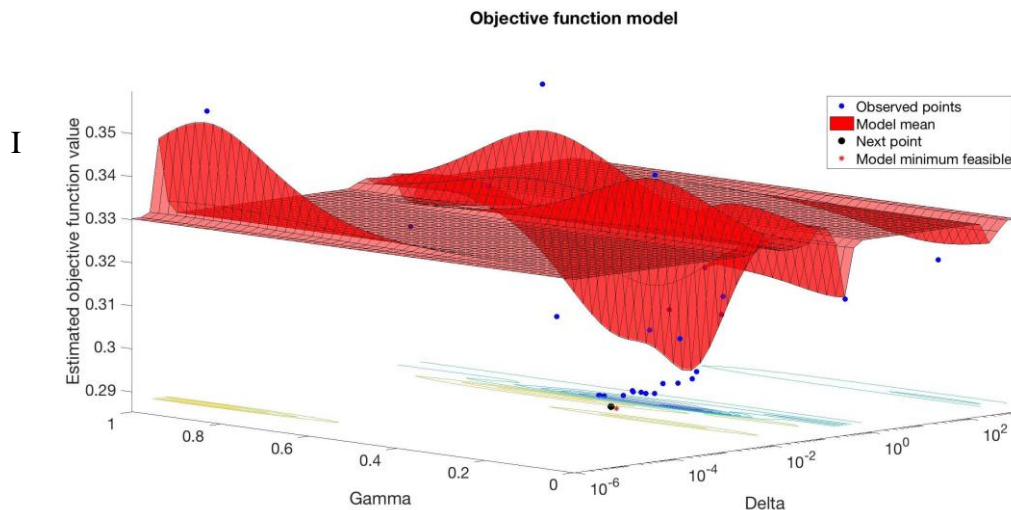 Objective function model
I
Estimated objective function value
0.35
0.34
0.33
0.32
0.31
0.3
0.29
Observed points
Model mean
Next point
Model minimum feasible
1
0.8
0.6
0.4
0.2
0
Gamma
10^-6
10^-4
10^-2
10^0
10^2
Delta